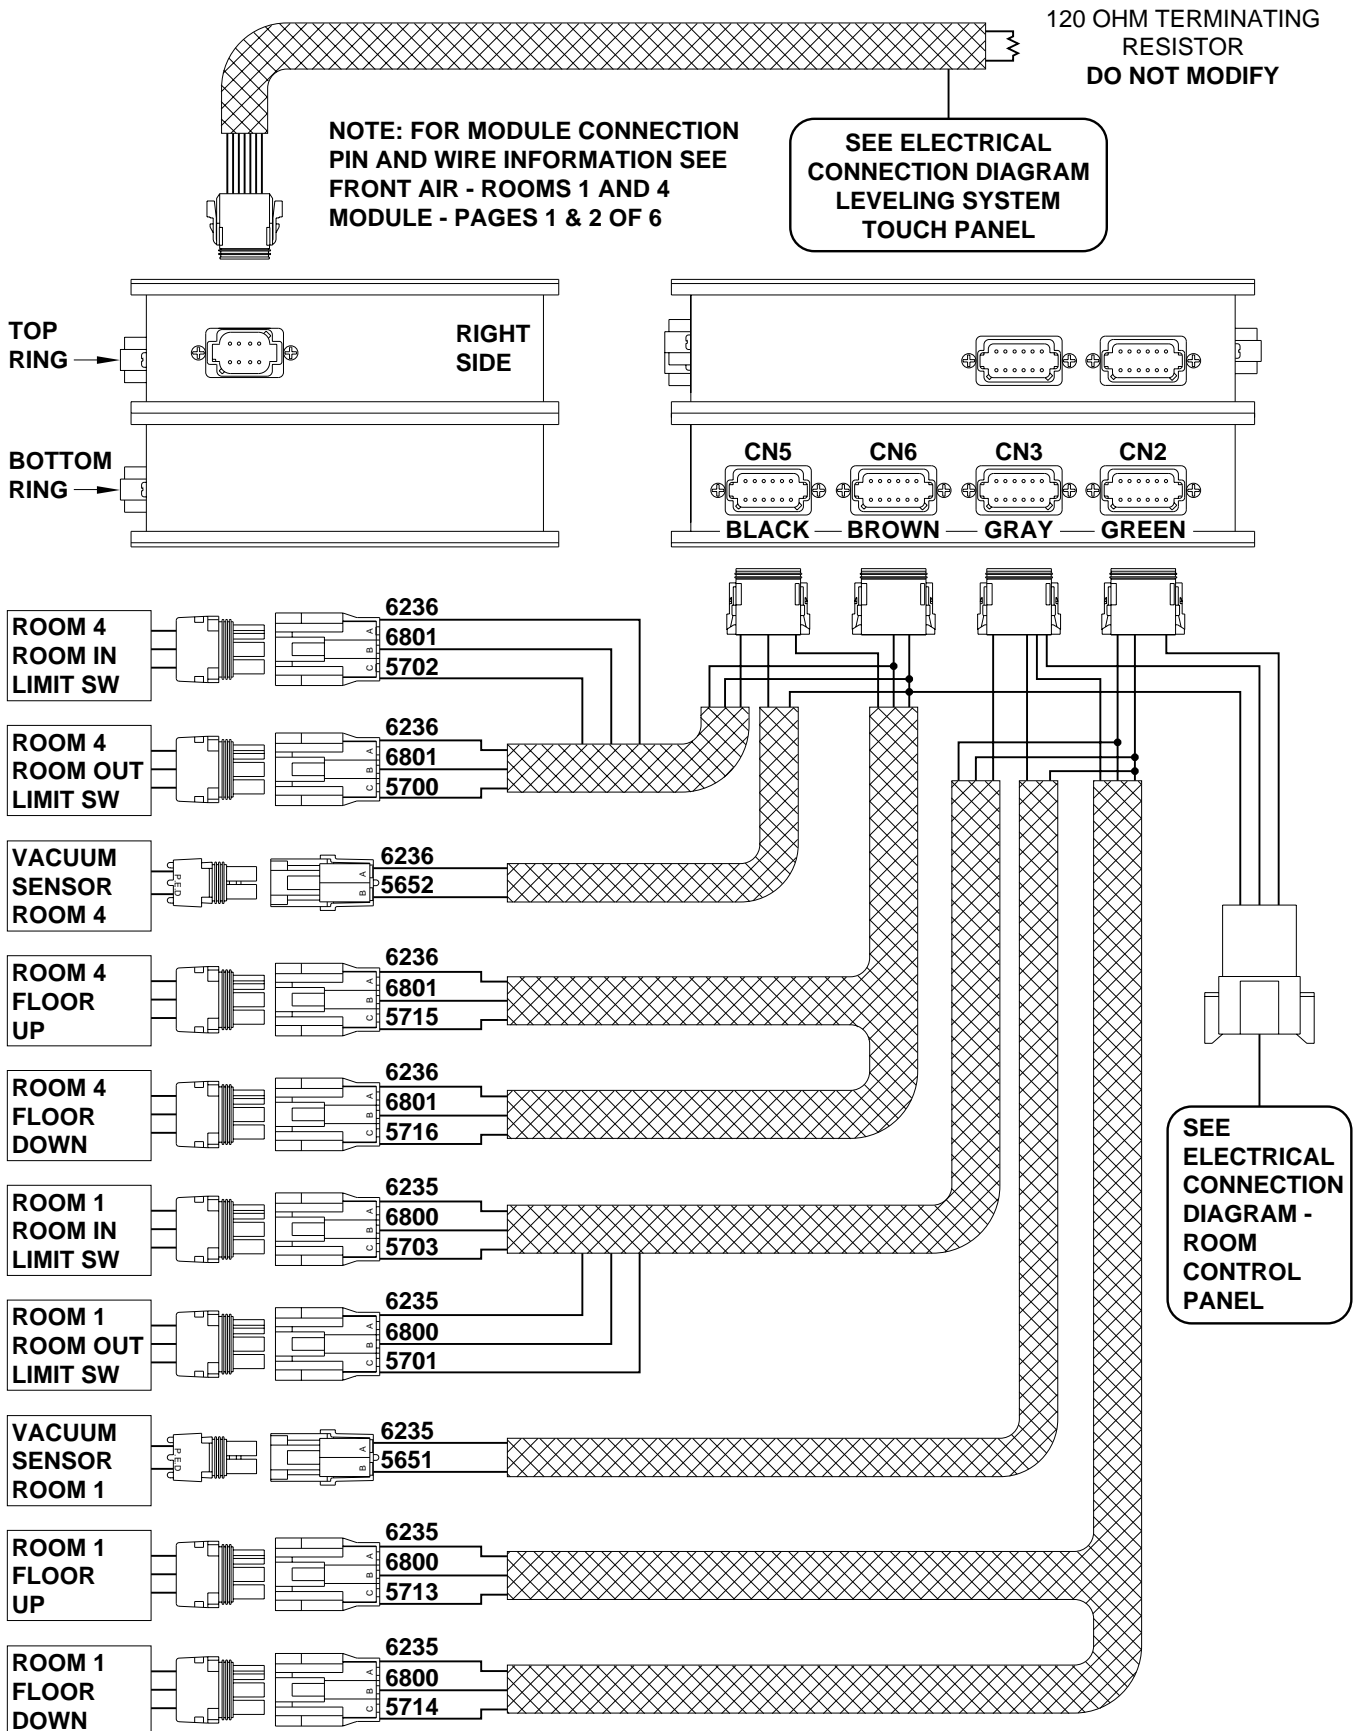 120 OHM TERMINATING
RESISTOR
DO NOT MODIFY
NOTE: FOR MODULE CONNECTION
PIN AND WIRE INFORMATION SEE
FRONT AIR - ROOMS 1 AND 4
MODULE - PAGES 1 & 2 OF 6
SEE ELECTRICAL
CONNECTION DIAGRAM
LEVELING SYSTEM
TOUCH PANEL
TOP
RING
RIGHT
SIDE
BOTTOM
RING
CN5
CN6
CN3
CN2
BLACK
BROWN
GRAY
GREEN
ROOM 4
ROOM IN
LIMIT SW
A
B
C
6236
6801
5702
ROOM 4
ROOM OUT
LIMIT SW
A
B
C
6236
6801
5700
VACUUM
SENSOR
ROOM 4
PED
A
B
6236
5652
ROOM 4
FLOOR
UP
A
B
C
6236
6801
5715
ROOM 4
FLOOR
DOWN
A
B
C
6236
6801
5716
SEE
ELECTRICAL
CONNECTION
DIAGRAM -
ROOM
CONTROL
PANEL
ROOM 1
ROOM IN
LIMIT SW
A
B
C
6235
6800
5703
ROOM 1
ROOM OUT
LIMIT SW
A
B
C
6235
6800
5701
VACUUM
SENSOR
ROOM 1
PED
A
B
6235
5651
ROOM 1
FLOOR
UP
A
B
C
6235
6800
5713
ROOM 1
FLOOR
DOWN
A
B
C
6235
6800
5714